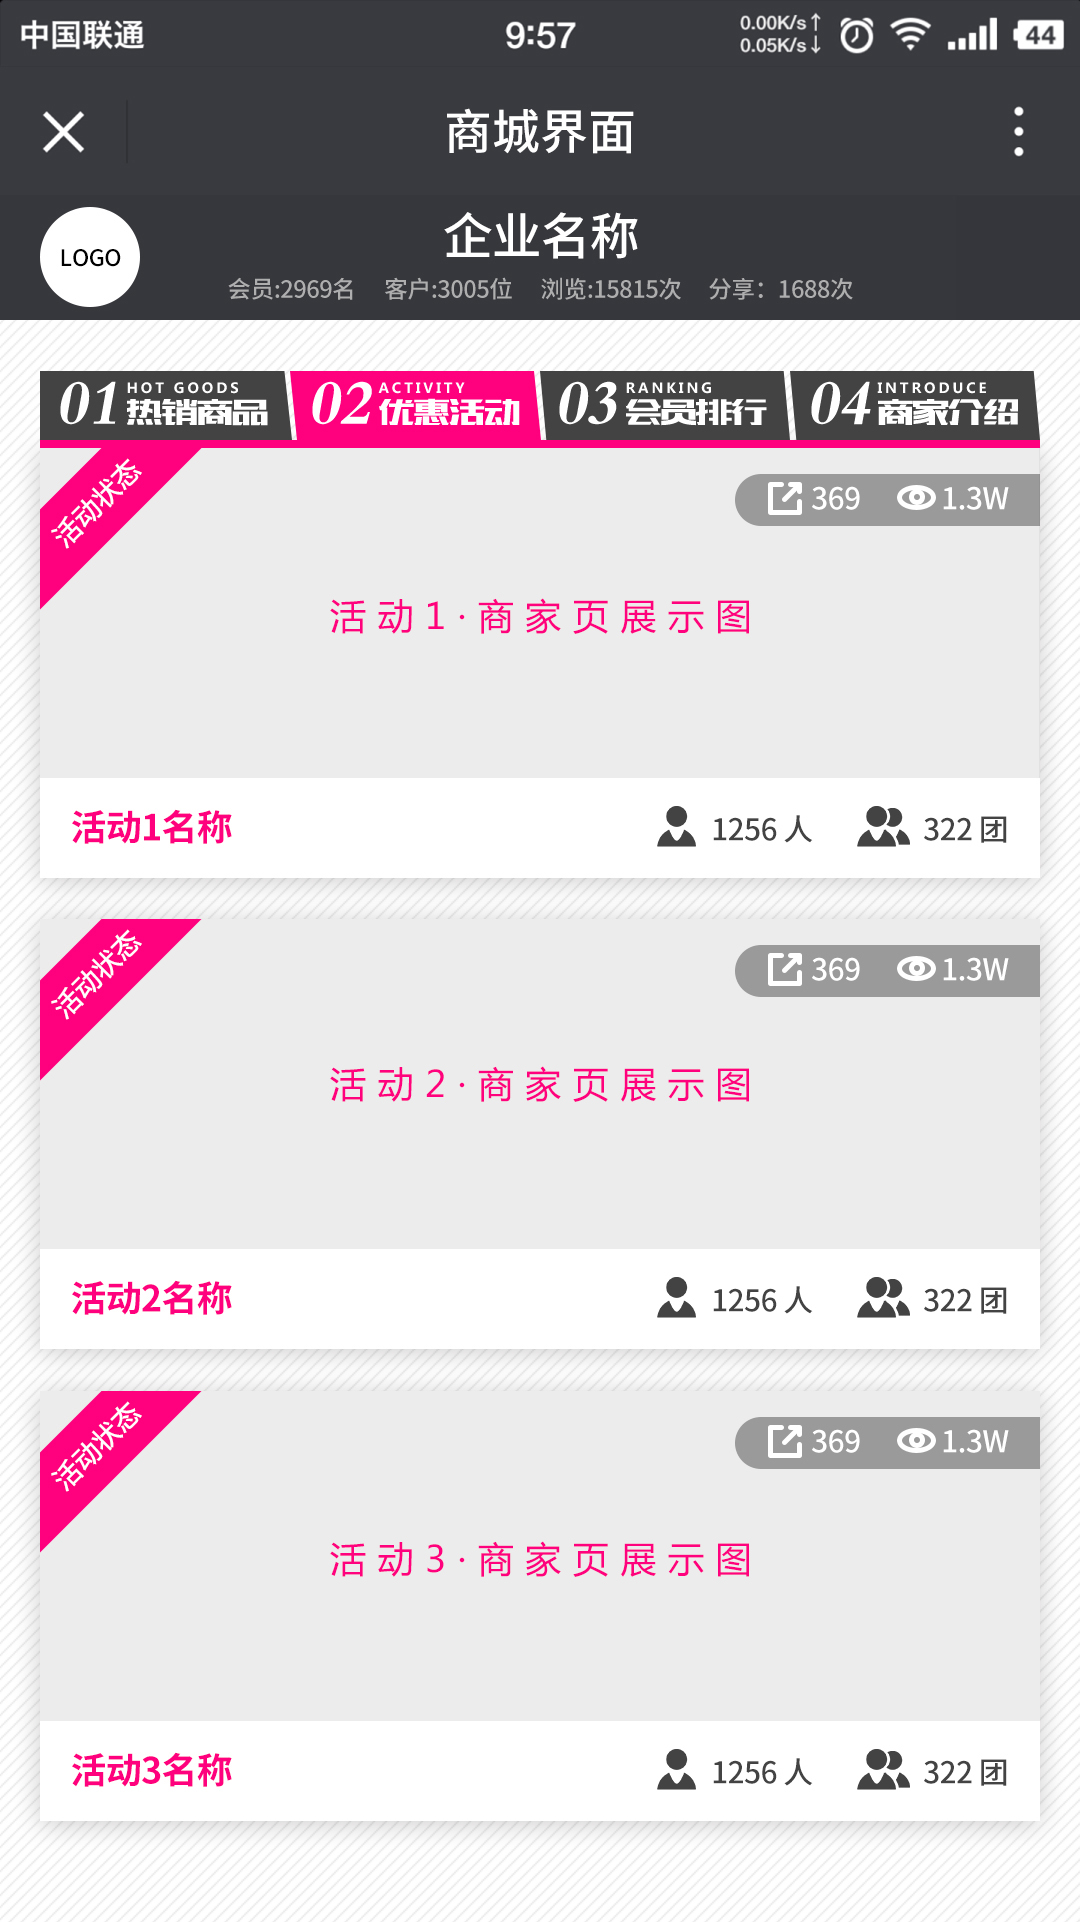 中国联通 9:57 0.00K/s↑ 44
0.05K/s↓
商城界面
企业名称
LOGO
会员:2969名 客户:3005位 浏览:15815次 分享：1688次
01 HOT GOODS 热销商品
02 ACTIVITY 优惠活动
03 RANKING 会员排行
04 INTRODUCE 商家介绍
活动状态
369 1.3W
活动1·商家页展示图
活动1名称 1256 人 322 团
活动状态
369 1.3W
活动2·商家页展示图
活动2名称 1256 人 322 团
活动状态
369 1.3W
活动3·商家页展示图
活动3名称 1256 人 322 团